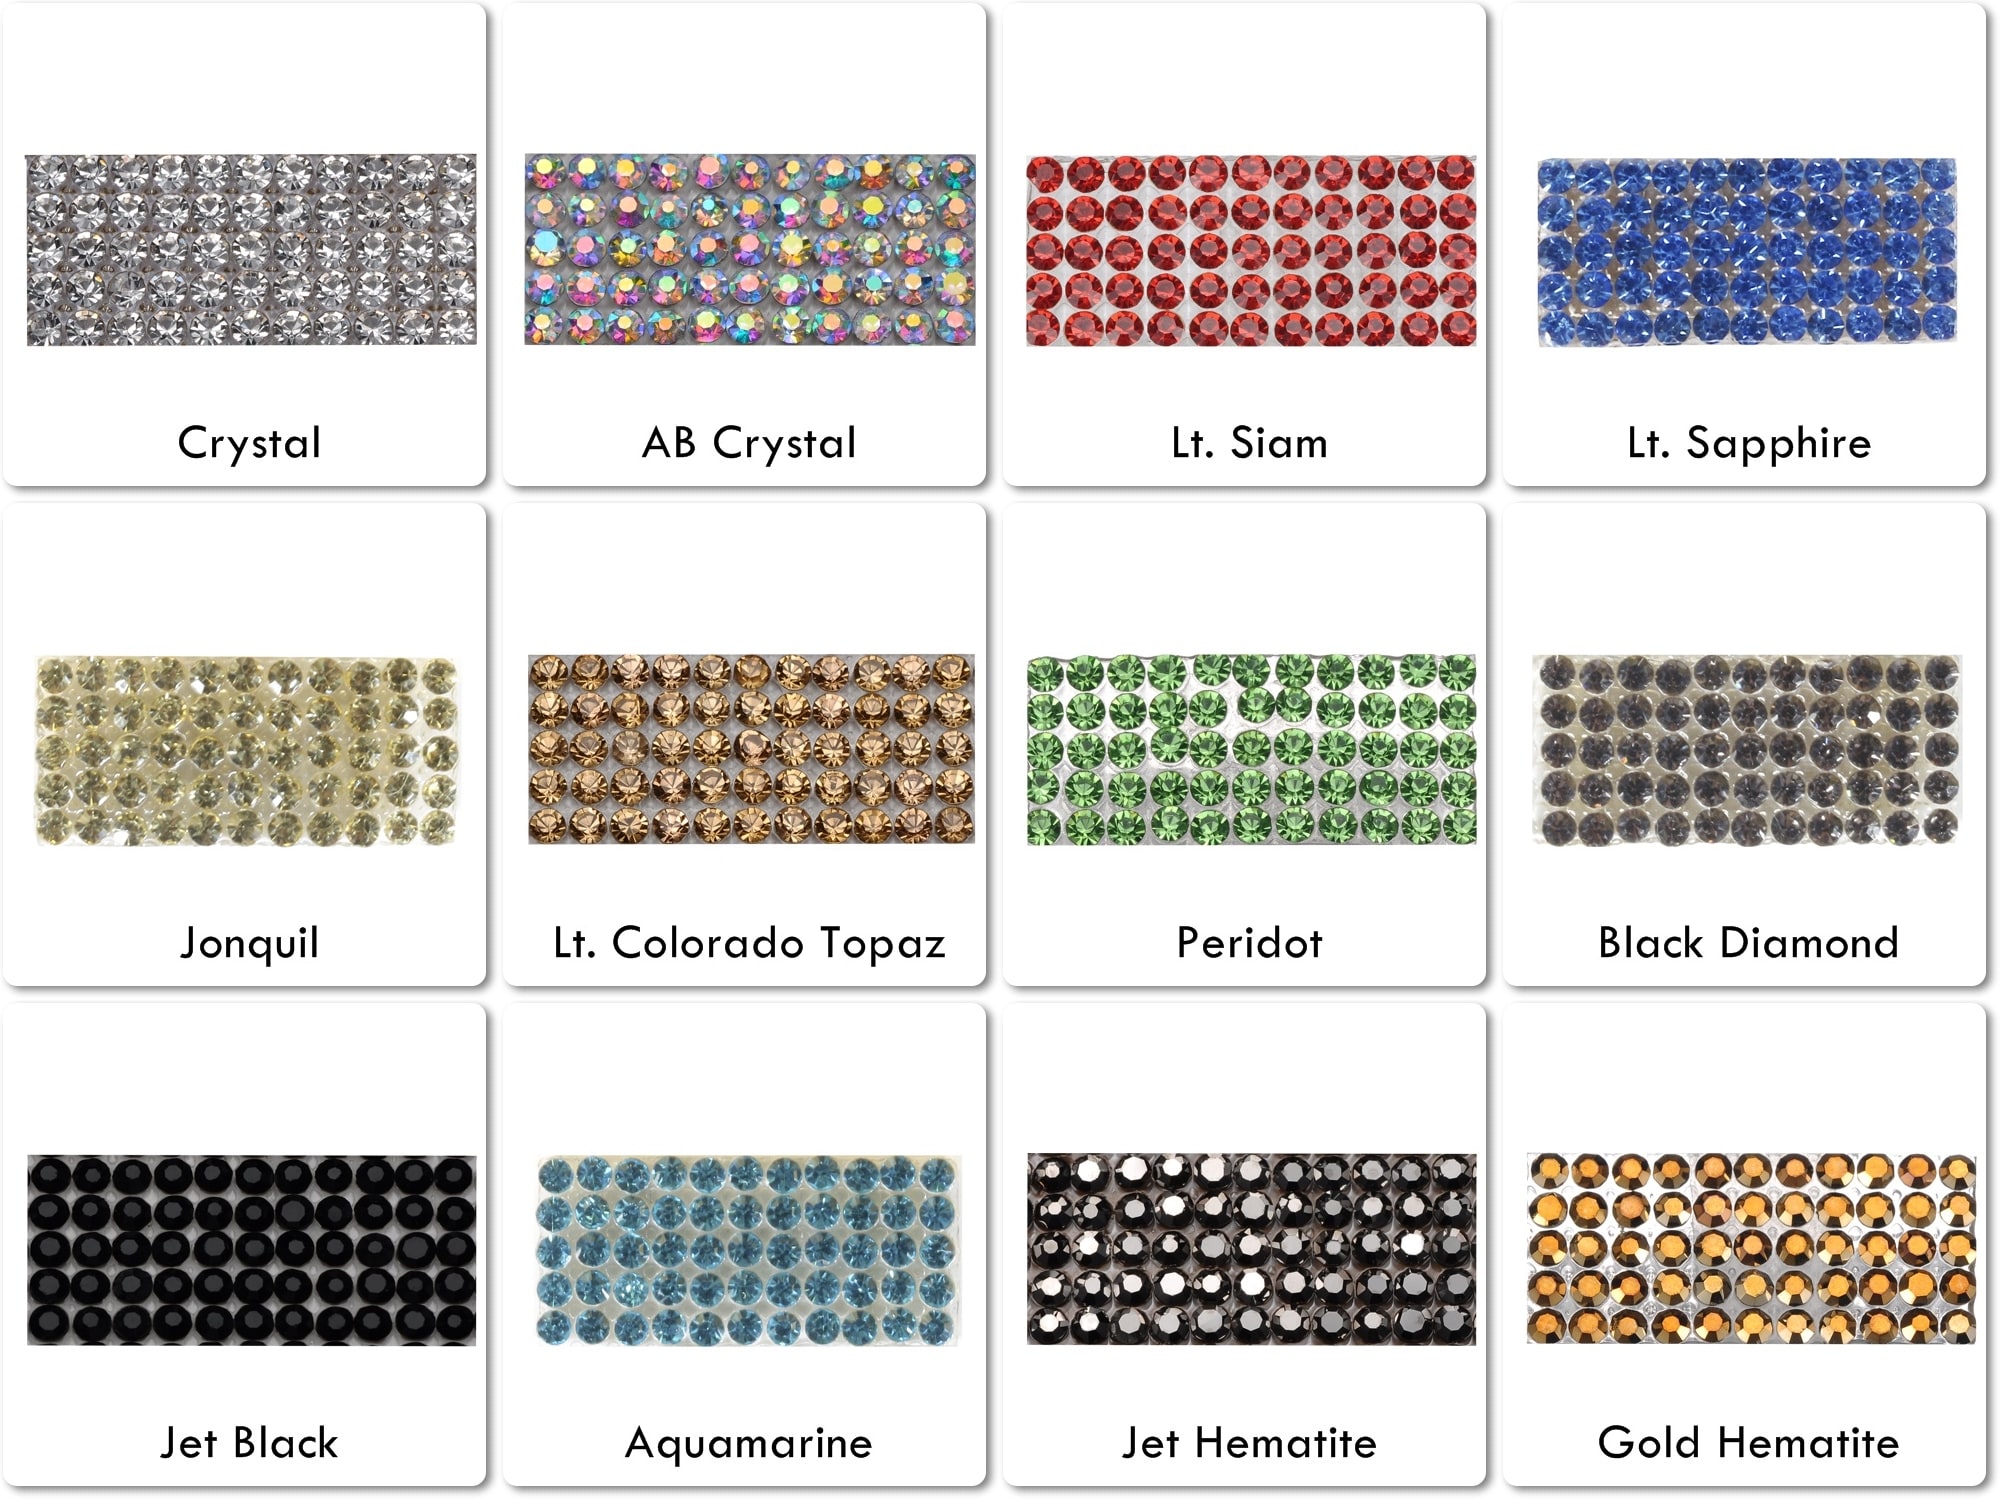 Crystal
AB Crystal
Lt. Siam
Lt. Sapphire
Jonquil
Lt. Colorado Topaz
Peridot
Black Diamond
Jet Black
Aquamarine
Jet Hematite
Gold Hematite